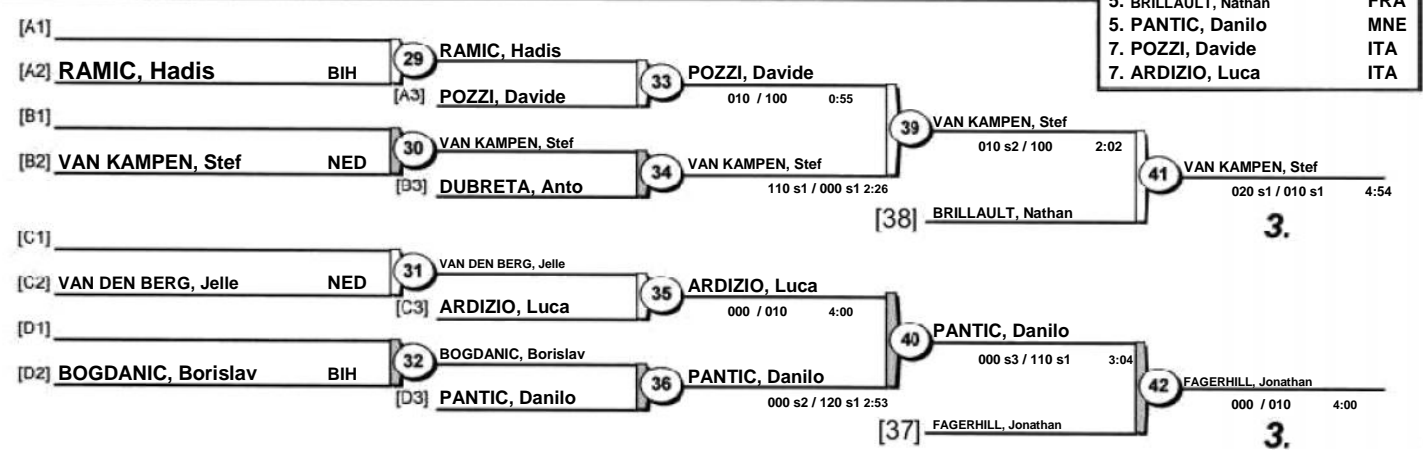 5. BRILLAULT, Nathan FRA
5. PANTIC, Danilo MNE
7. POZZI, Davide ITA
7. ARDIZIO, Luca ITA
[A1]
[A2] RAMIC, Hadis BIH
29
RAMIC, Hadis
[A3] POZZI, Davide
33
POZZI, Davide
010 / 100 0:55
[B1]
[B2] VAN KAMPEN, Stef NED
30
VAN KAMPEN, Stef
[B3] DUBRETA, Anto
34
VAN KAMPEN, Stef
110 s1 / 000 s1 2:26
39
VAN KAMPEN, Stef
010 s2 / 100 2:02
[38] BRILLAULT, Nathan
41
VAN KAMPEN, Stef
020 s1 / 010 s1 4:54
3.
[C1]
[C2] VAN DEN BERG, Jelle NED
31
VAN DEN BERG, Jelle
[C3] ARDIZIO, Luca
35
ARDIZIO, Luca
000 / 010 4:00
[D1]
[D2] BOGDANIC, Borislav BIH
32
BOGDANIC, Borislav
[D3] PANTIC, Danilo
36
PANTIC, Danilo
000 s2 / 120 s1 2:53
40
PANTIC, Danilo
000 s3 / 110 s1 3:04
[37] FAGERHILL, Jonathan
42
FAGERHILL, Jonathan
000 / 010 4:00
3.